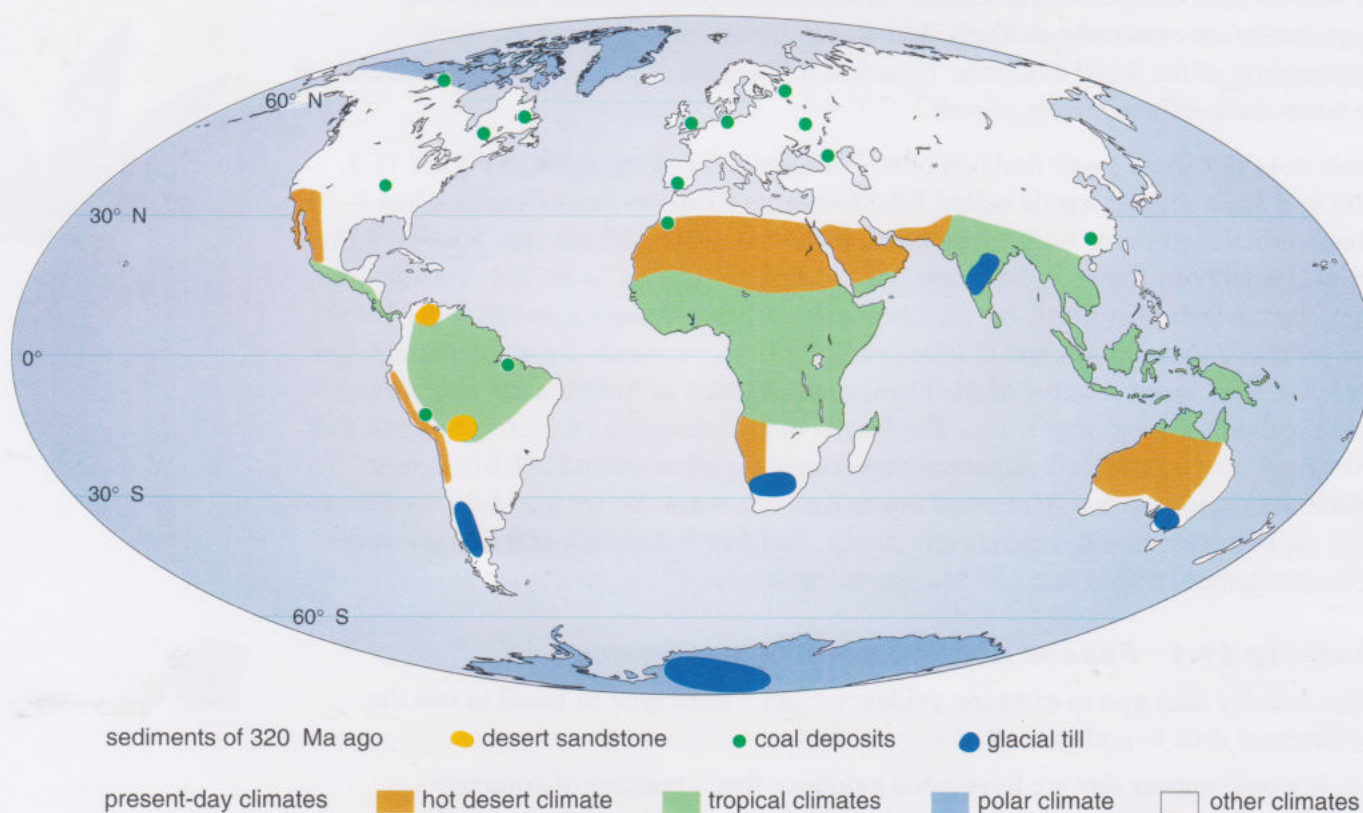 60° N
30° N
0°
30° S
60° S
sediments of 320 Ma ago desert sandstone coal deposits glacial till
present-day climates hot desert climate tropical climates polar climate other climates